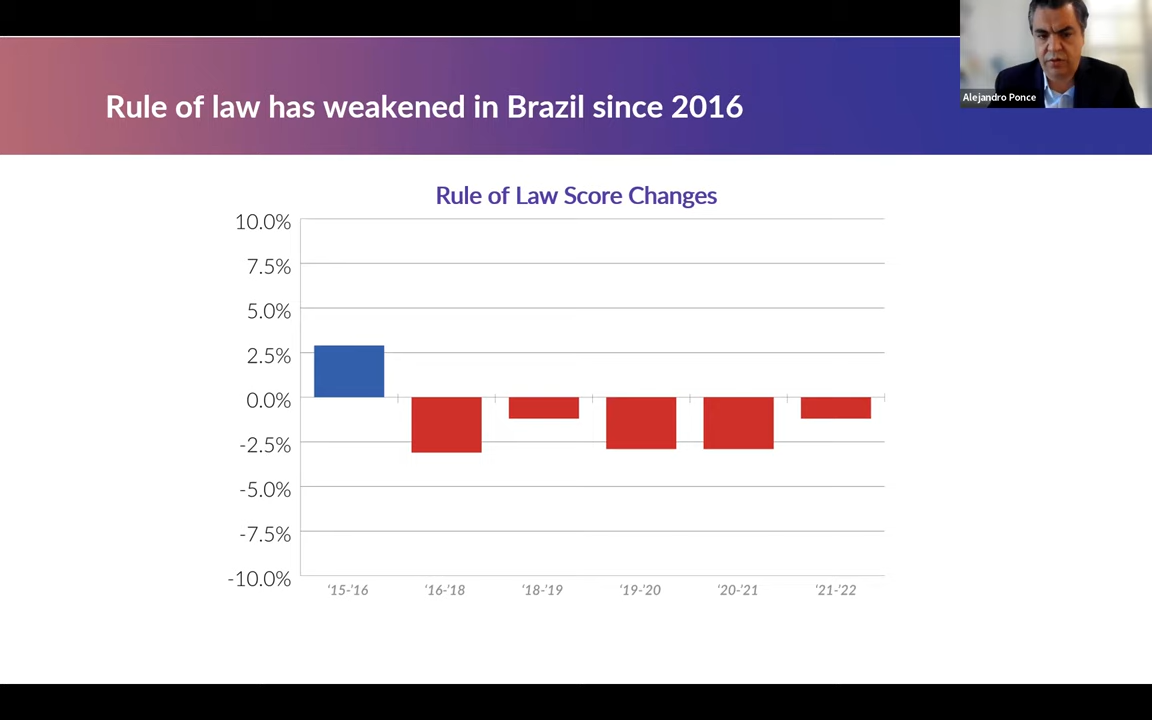 Rule of law has weakened in Brazil since 2016
Alejandro Ponce
Rule of Law Score Changes
10.0%
7.5%
5.0%
2.5%
0.0%
-2.5%
-5.0%
-7.5%
-10.0%
‘15-’16 ‘16-’18 ‘18-’19 ‘19-’20 ‘20-’21 ‘21-’22